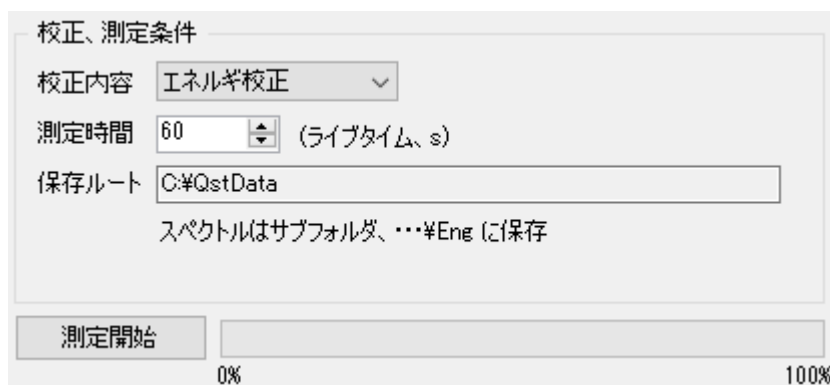 校正、測定条件
校正内容 エネルギ校正
測定時間 60 (ライブタイム、s)
保存ルート C:¥QstData
スペクトルはサブフォルダ、･･･¥Eng に保存
測定開始
0% 100%